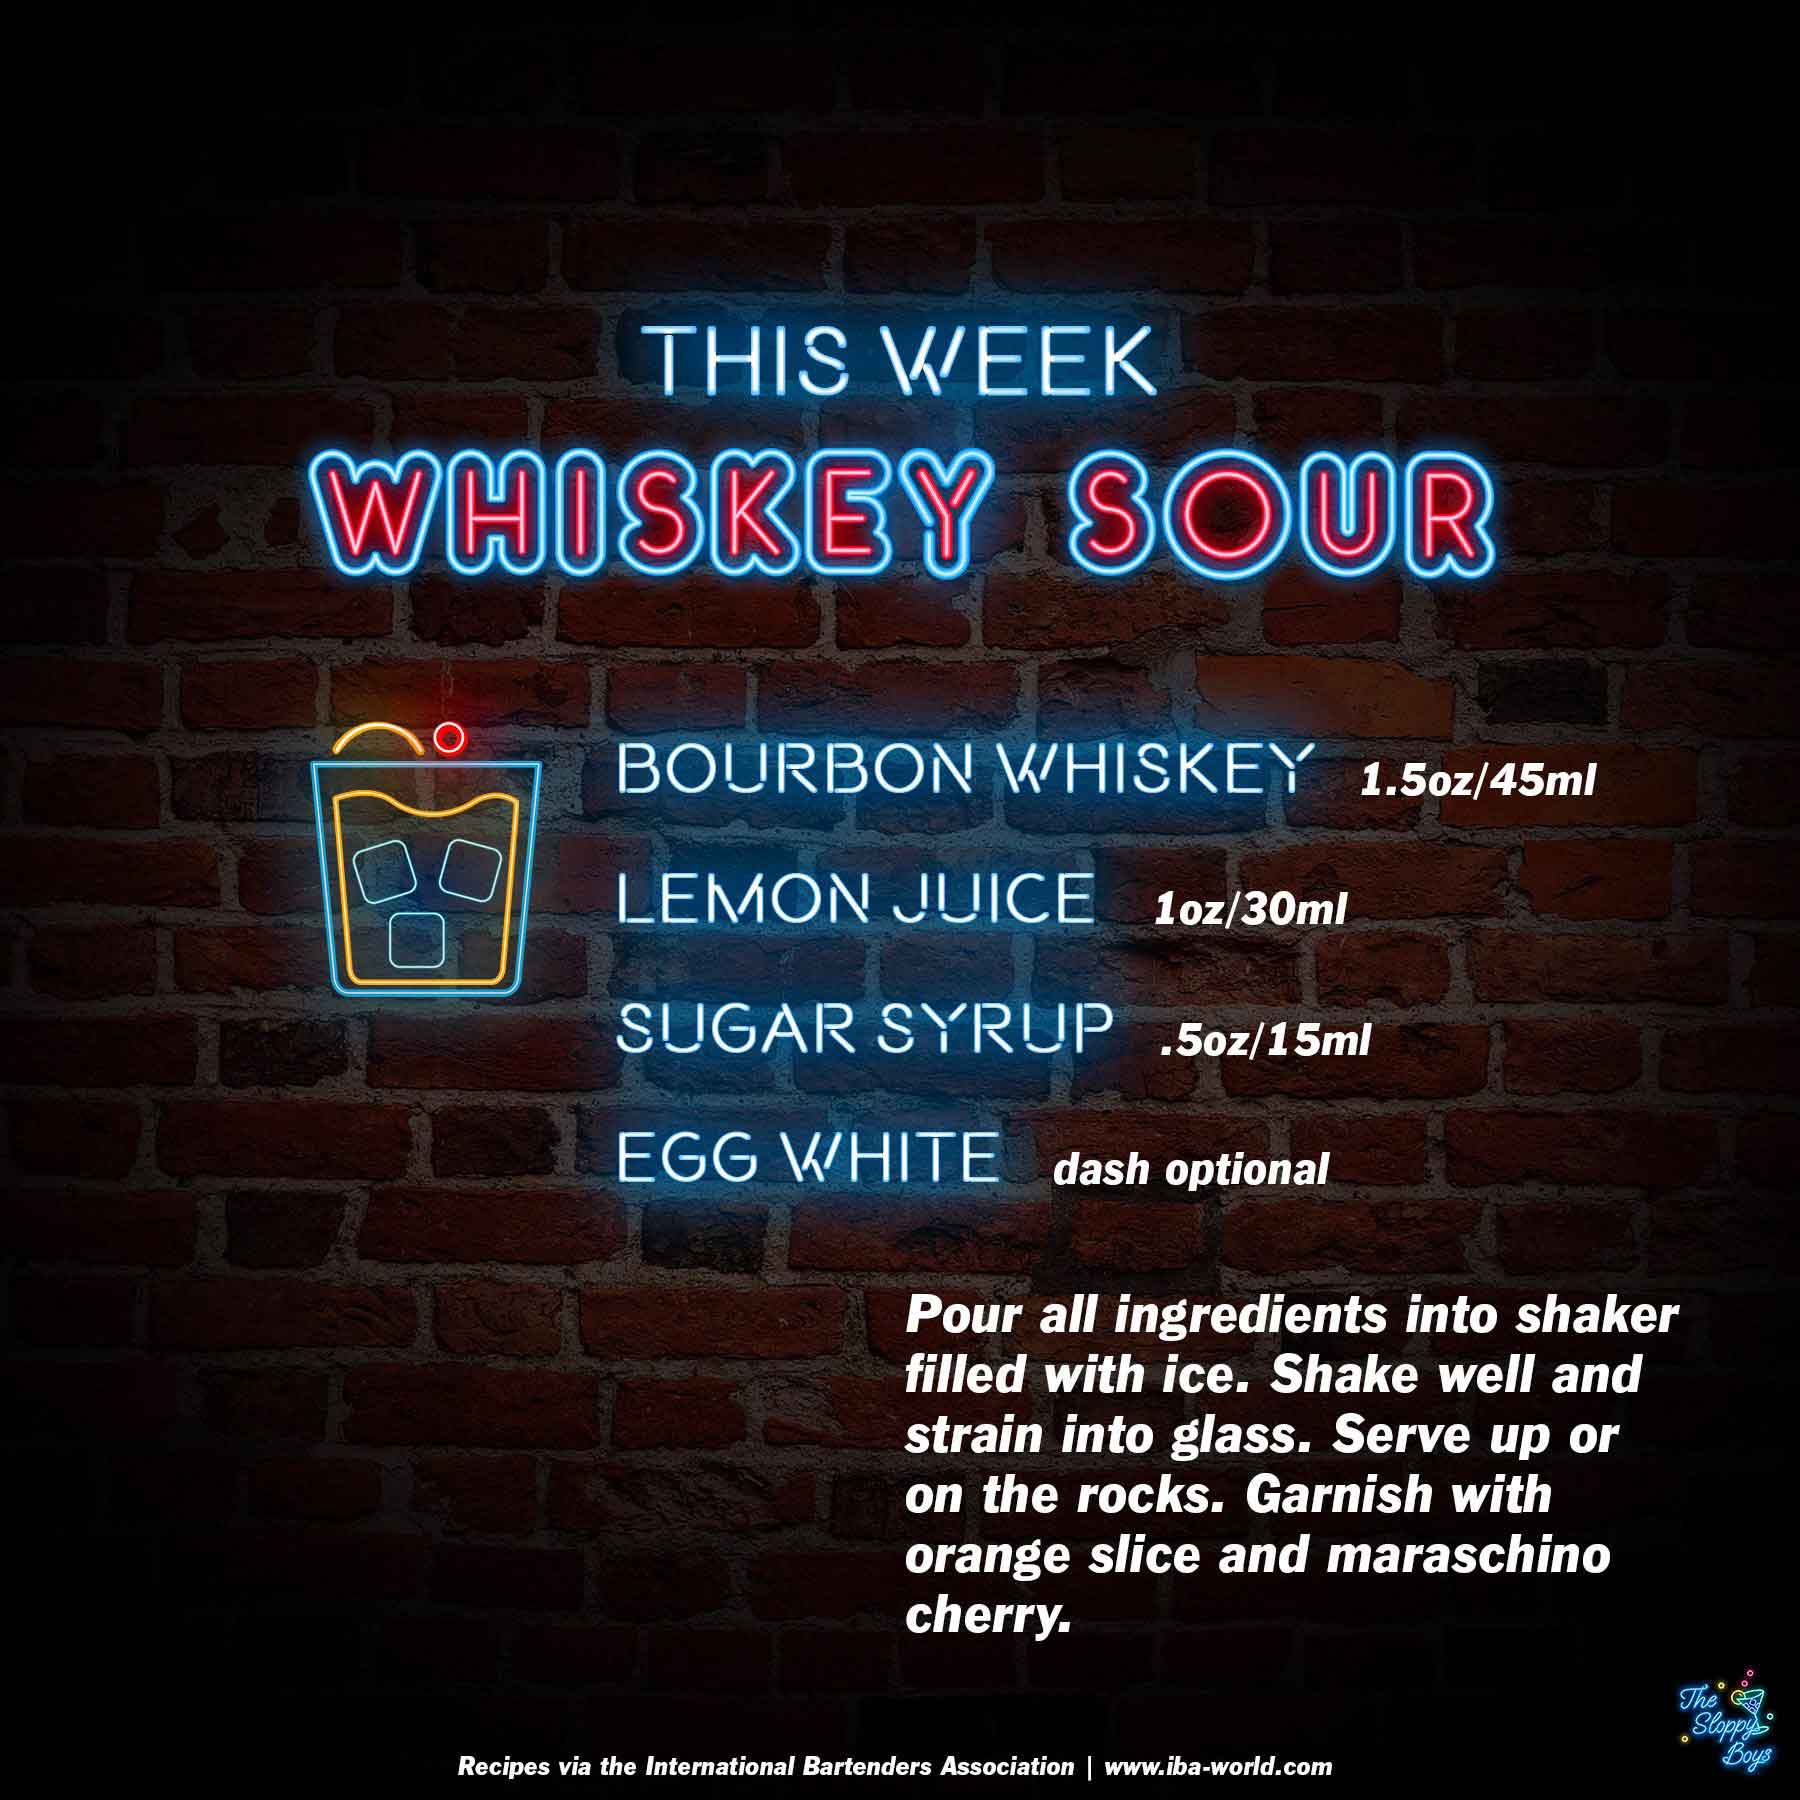 THIS WEEK
WHISKEY SOUR
BOURBON WHISKEY 1.5oz/45ml
LEMON JUICE 1oz/30ml
SUGAR SYRUP .5oz/15ml
EGG WHITE dash optional
Pour all ingredients into shaker
filled with ice. Shake well and
strain into glass. Serve up or
on the rocks. Garnish with
orange slice and maraschino
cherry.
The
Sloppy
Boys
Recipes via the International Bartenders Association | www.iba-world.com